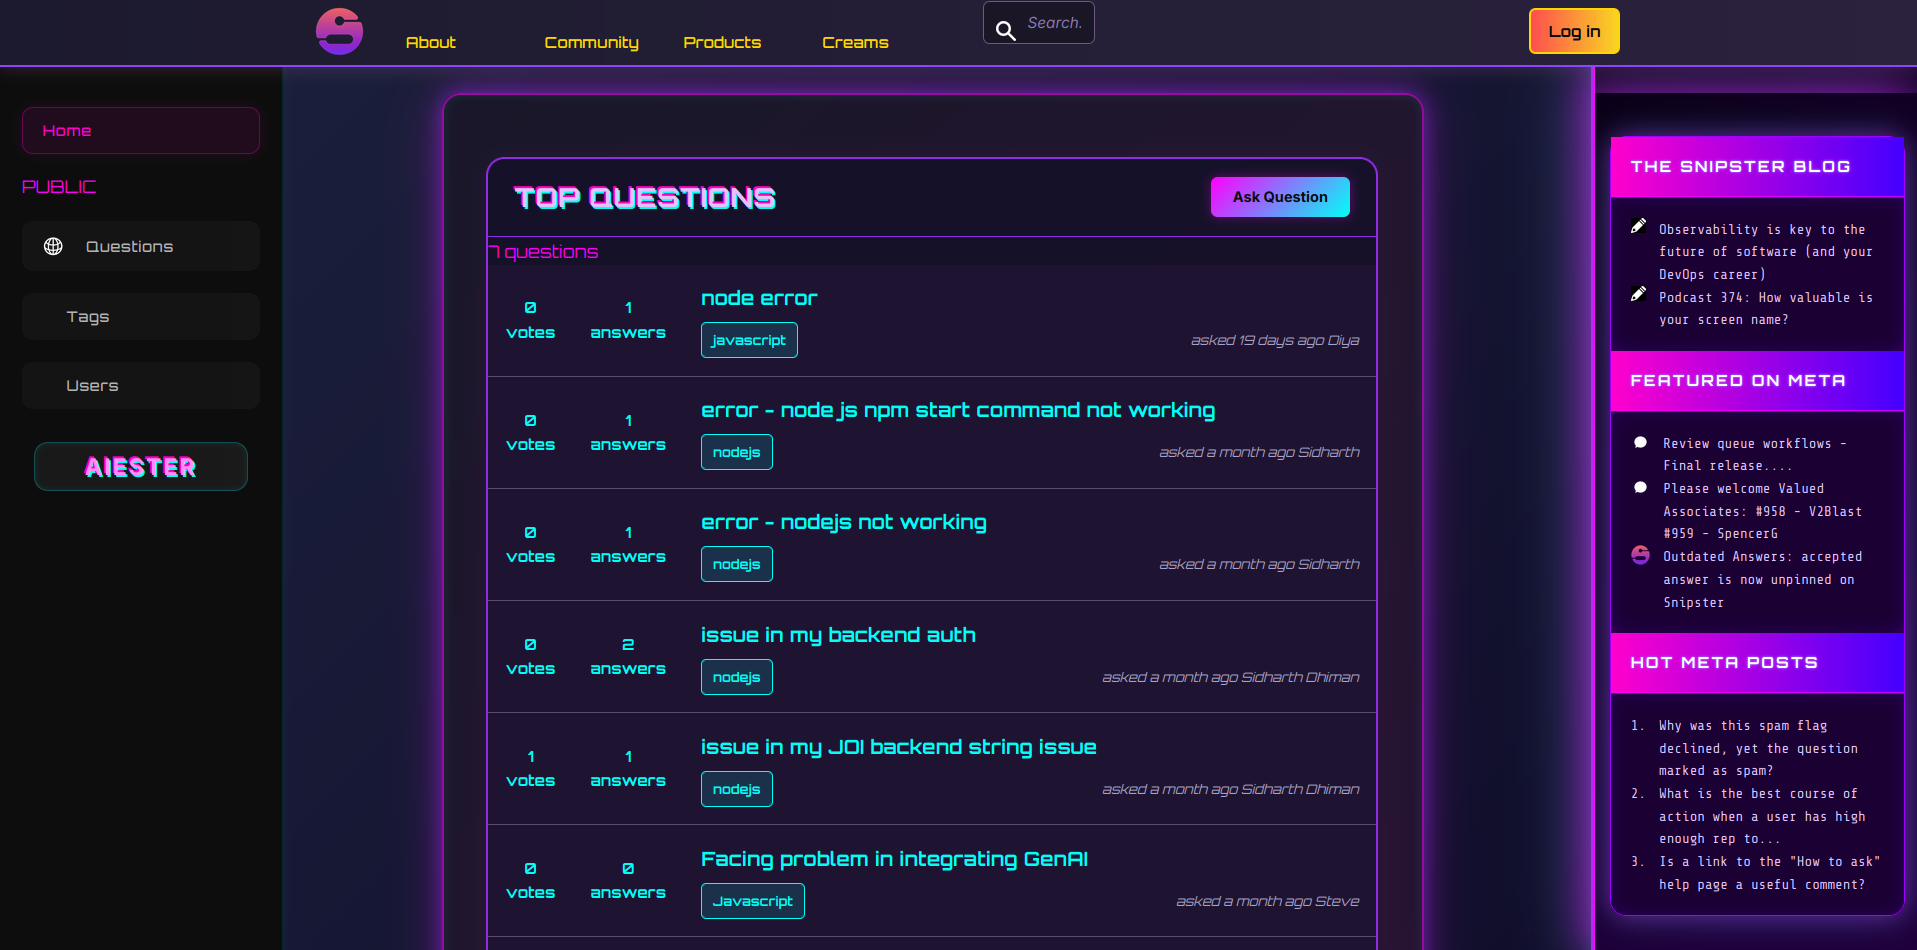 About
Community
Products
Creams
Search.
Log in
Home
PUBLIC
Questions
Tags
Users
AIESTER
TOP QUESTIONS
Ask Question
7 questions
0
votes
1
answers
node error
javascript
asked 19 days ago Diya
0
votes
1
answers
error - node js npm start command not working
nodejs
asked a month ago Sidharth
0
votes
1
answers
error - nodejs not working
nodejs
asked a month ago Sidharth
0
votes
2
answers
issue in my backend auth
nodejs
asked a month ago Sidharth Dhiman
1
votes
1
answers
issue in my JOI backend string issue
nodejs
asked a month ago Sidharth Dhiman
0
votes
0
answers
Facing problem in integrating GenAI
Javascript
asked a month ago Steve
THE SNIPSTER BLOG
Observability is key to the
future of software (and your
DevOps career)
Podcast 374: How valuable is
your screen name?
FEATURED ON META
Review queue workflows -
Final release....
Please welcome Valued
Associates: #958 - V2Blast
#959 - SpencerG
Outdated Answers: accepted
answer is now unpinned on
Snipster
HOT META POSTS
1. Why was this spam flag
declined, yet the question
marked as spam?
2. What is the best course of
action when a user has high
enough rep to...
3. Is a link to the "How to ask"
help page a useful comment?